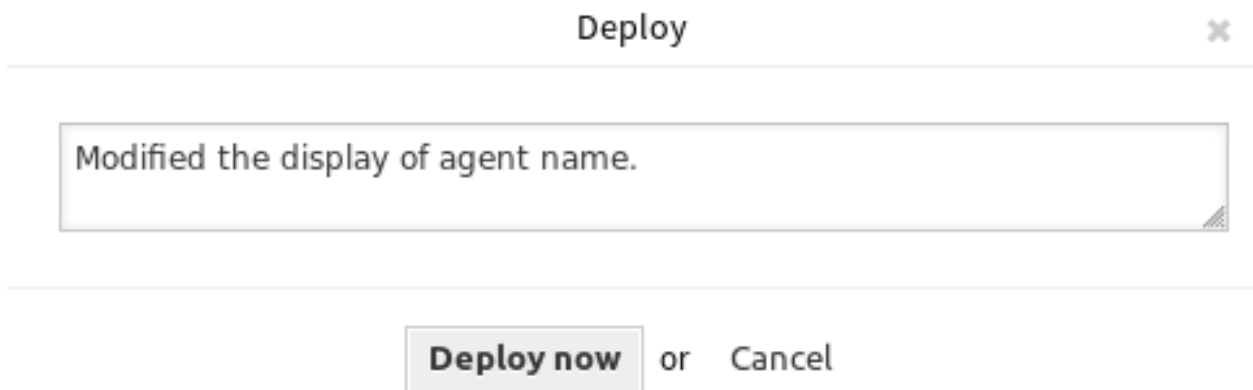 Deploy
Modified the display of agent name.
Deploy now or Cancel